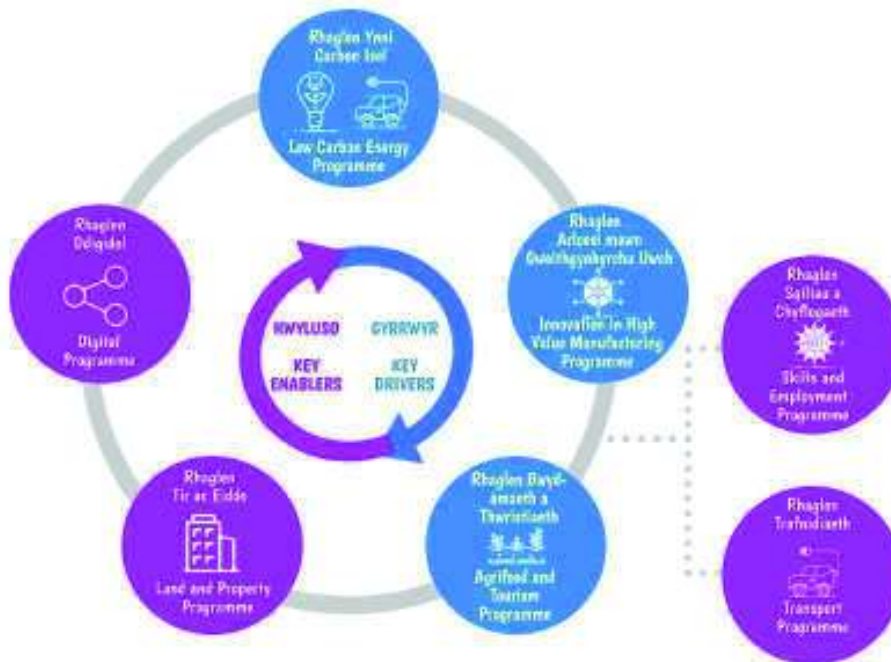 Rhaglen Ynni
Carbon Isel
Low Carbon Energy
Programme
Rhaglen
Ddigidol
Digital
Programme
Rhaglen
Arloesi mewn
Gweithgynhyrchu Uwch
Innovation in High
Value Manufacturing
Programme
HWYLUSO
GYRRWYR
KEY
ENABLERS
KEY
DRIVERS
Rhaglen
Sgiliau a
Chyflogaeth
Skills and
Employment
Programme
Rhaglen
Tir ac Eiddo
Land and Property
Programme
Rhaglen Bwyd-
amaeth a
Thwristiaeth
Agrifood and
Tourism
Programme
Rhaglen
Trafnidiaeth
Transport
Programme